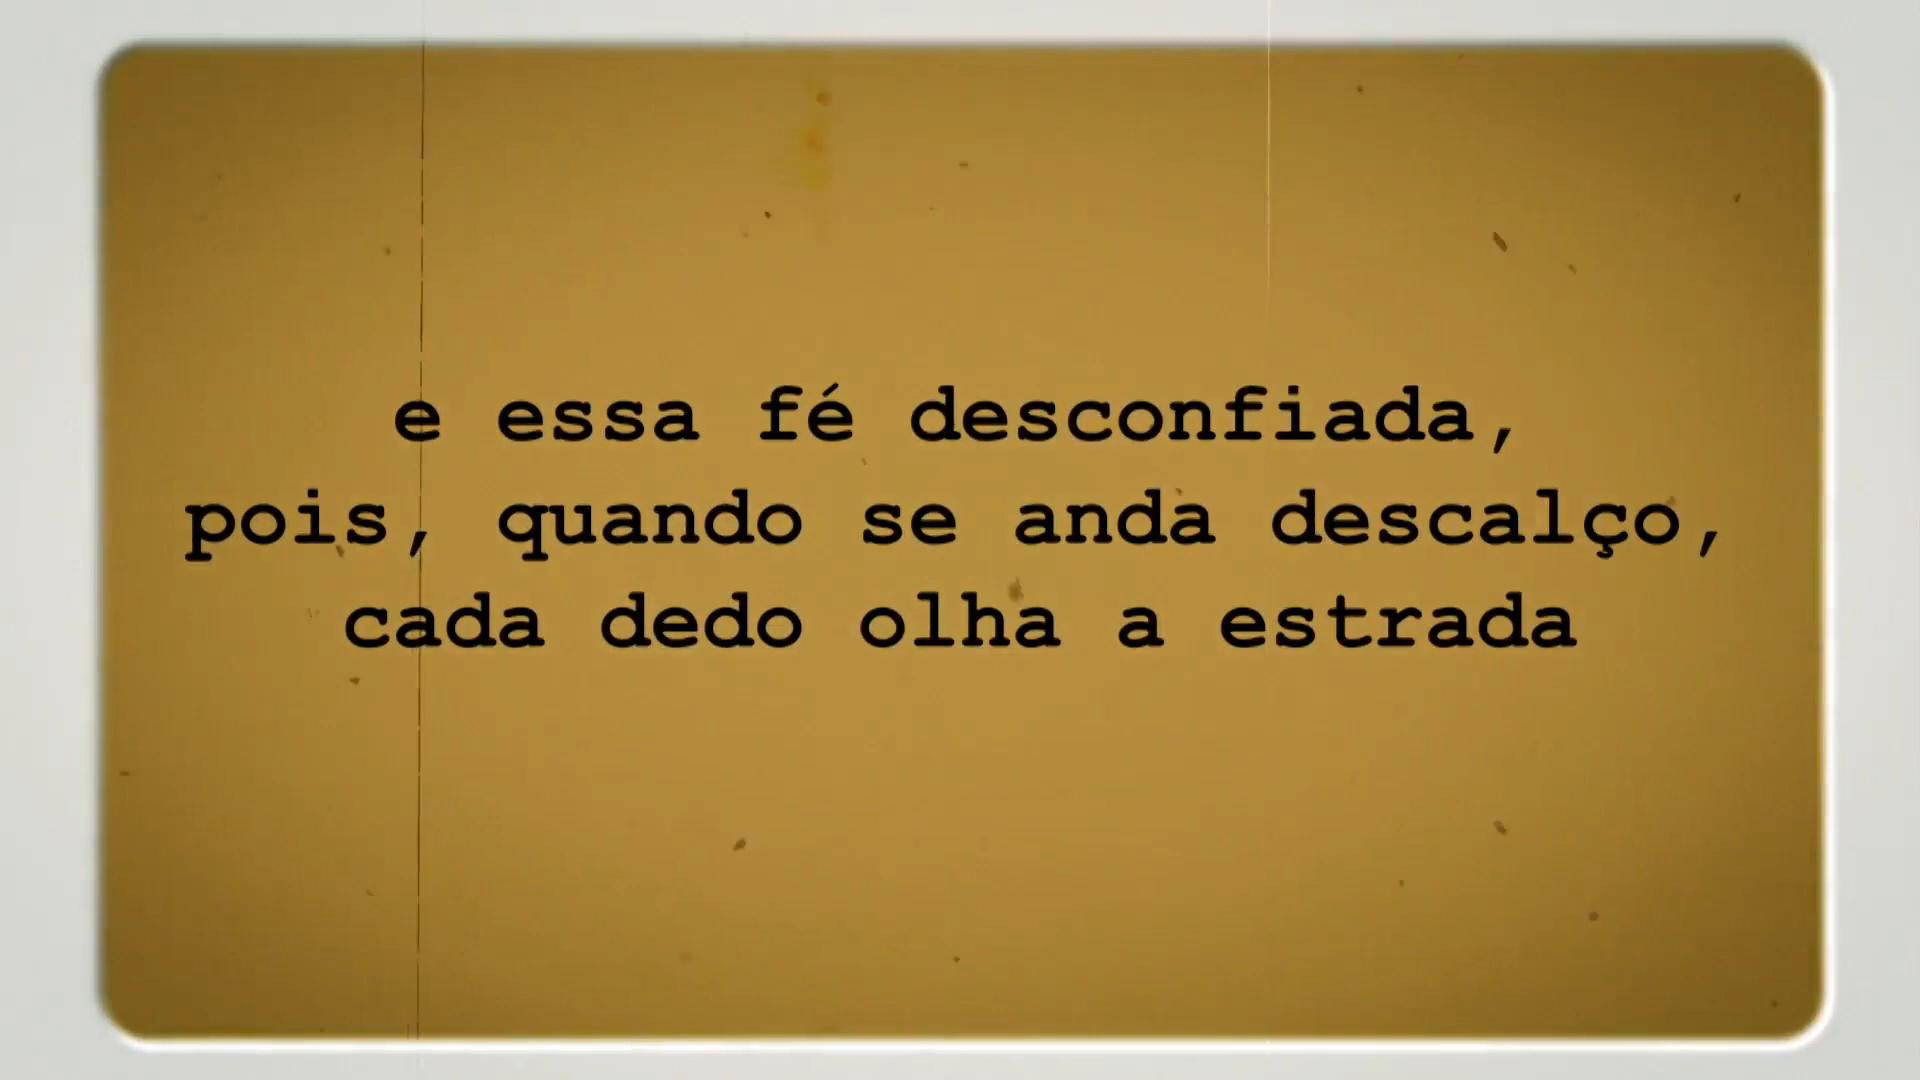 e essa fé desconfiada,
pois, quando se anda descalço,
cada dedo olha a estrada